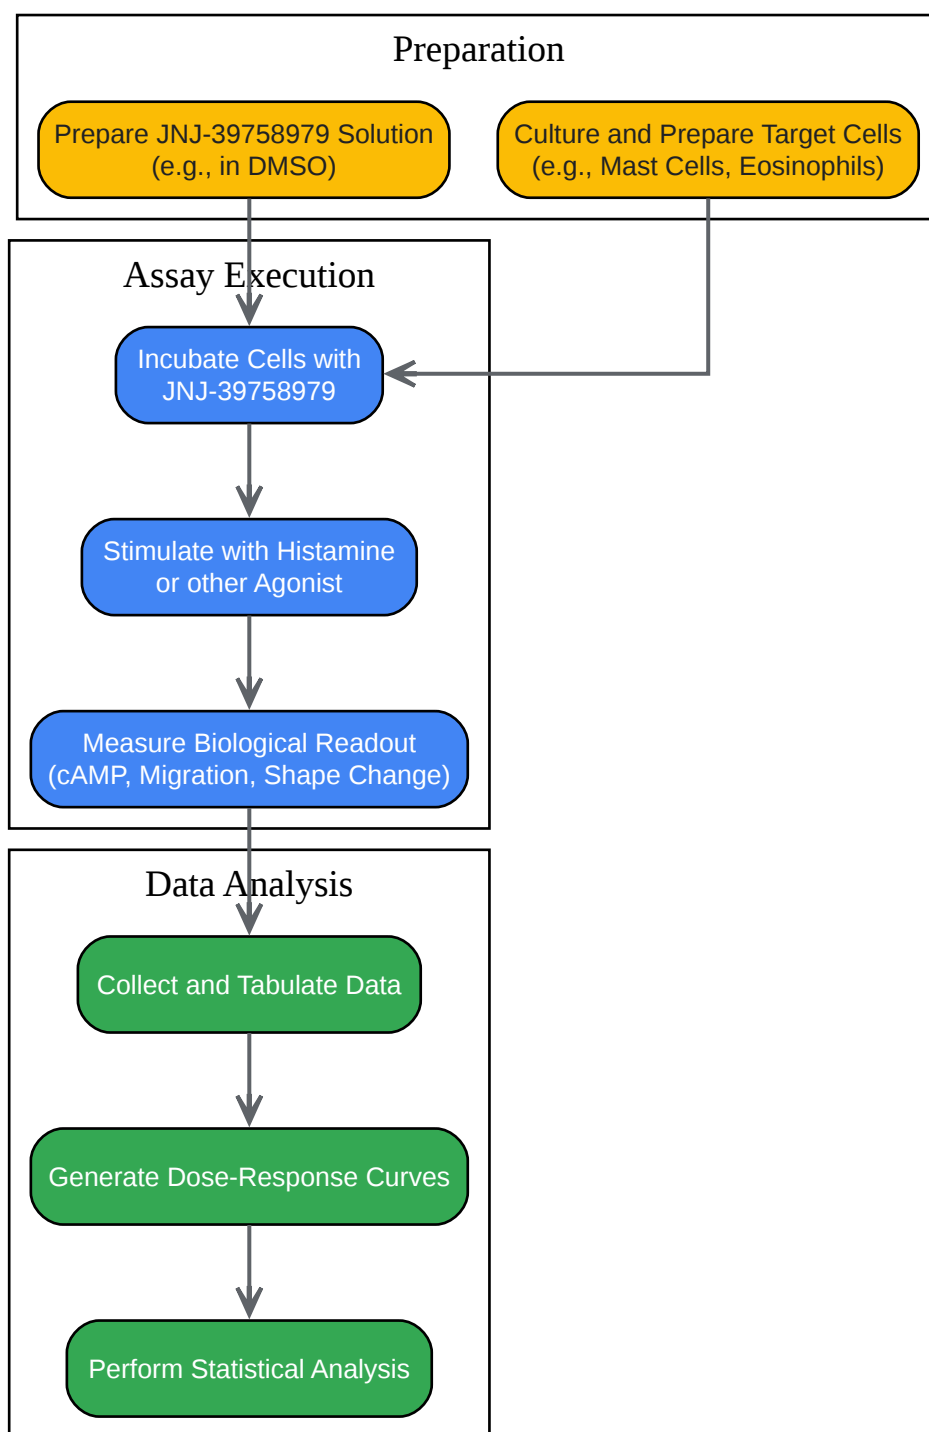 Preparation
Prepare JNJ-39758979 Solution
(e.g., in DMSO)
Culture and Prepare Target Cells
(e.g., Mast Cells, Eosinophils)
Assay Execution
Incubate Cells with
JNJ-39758979
Stimulate with Histamine
or other Agonist
Measure Biological Readout
(cAMP, Migration, Shape Change)
Data Analysis
Collect and Tabulate Data
Generate Dose-Response Curves
Perform Statistical Analysis